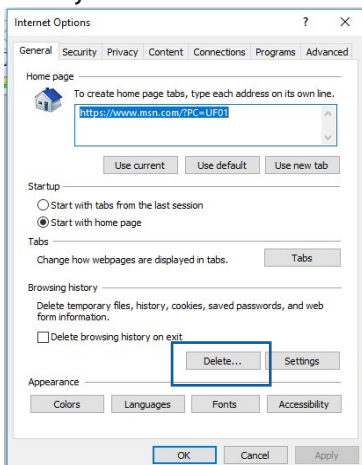 Internet Options ? X
General Security Privacy Content Connections Programs Advanced
Home page
To create home page tabs, type each address on its own line.
https://www.msn.com/?PC=UF01
Use current Use default Use new tab
Startup
Start with tabs from the last session
Start with home page
Tabs
Change how webpages are displayed in tabs. Tabs
Browsing history
Delete temporary files, history, cookies, saved passwords, and web
form information.
Delete browsing history on exit
Delete... Settings
Appearance
Colors Languages Fonts Accessibility
OK Cancel Apply